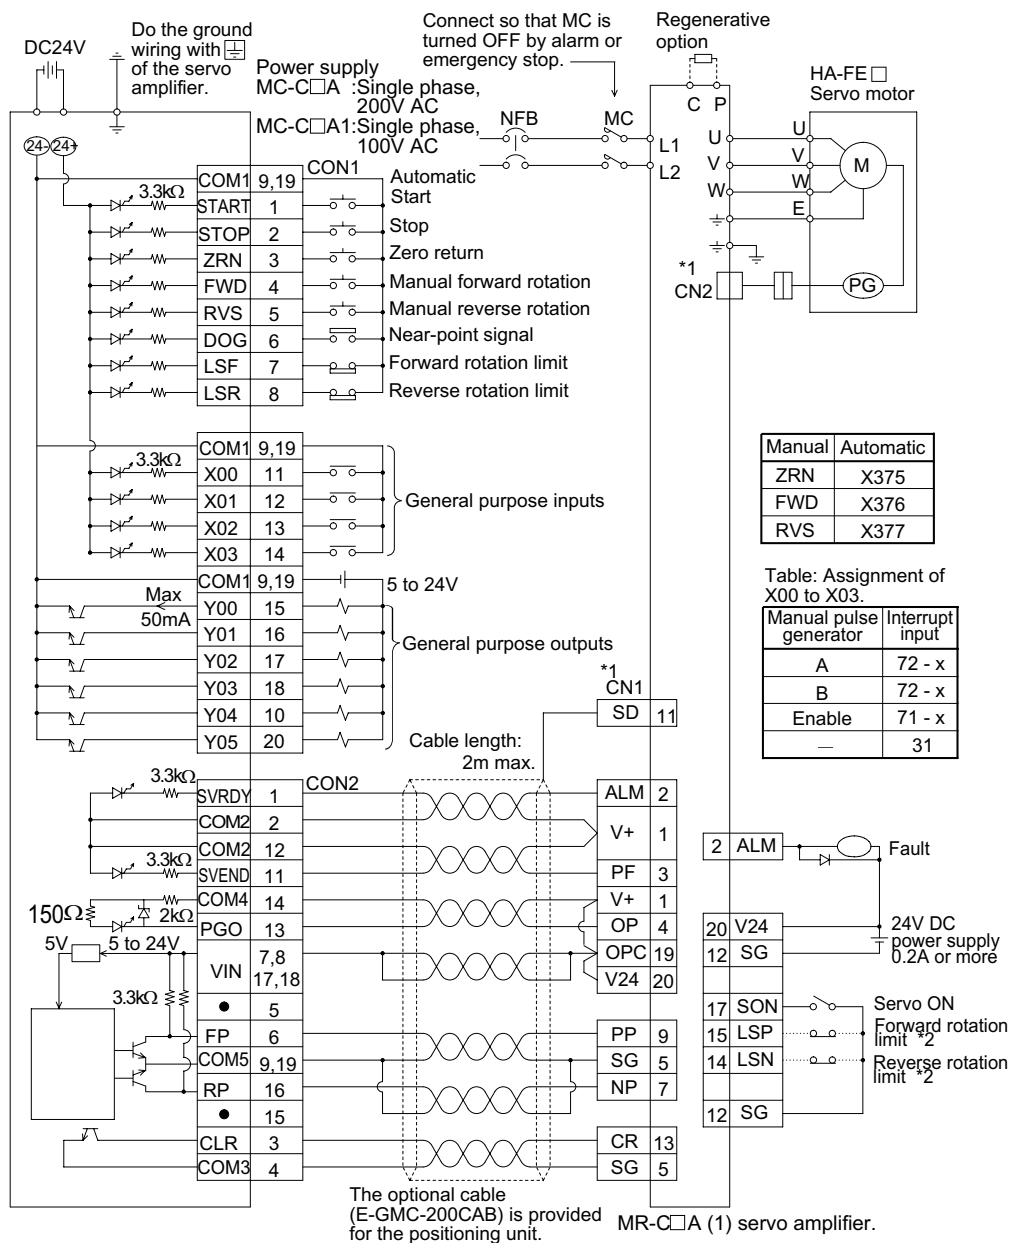 DC24V
Do the ground
wiring with
of the servo
amplifier.
Connect so that MC is
turned OFF by alarm or
emergency stop.
Regenerative
option
Power supply
MC-C□A :Single phase,
200V AC
MC-C□A1:Single phase,
100V AC
NFB
MC
C P
HA-FE □
Servo motor
L1
L2
U
V
W
U
V
W
E
M
*1
CN2
PG
24-
24+
CON1
3.3kΩ
COM1 9,19
START 1
STOP 2
ZRN 3
FWD 4
RVS 5
DOG 6
LSF 7
LSR 8
Automatic
Start
Stop
Zero return
Manual forward rotation
Manual reverse rotation
Near-point signal
Forward rotation limit
Reverse rotation limit
3.3kΩ
COM1 9,19
X00 11
X01 12
X02 13
X03 14
General purpose inputs
COM1 9,19
5 to 24V
Max
50mA
Y00 15
Y01 16
Y02 17
Y03 18
Y04 10
Y05 20
General purpose outputs
Manual Automatic
ZRN X375
FWD X376
RVS X377
Table: Assignment of
X00 to X03.
Manual pulse
generator
Interrupt
input
A 72 - x
B 72 - x
Enable 71 - x
— 31
*1
CN1
SD 11
Cable length:
2m max.
CON2
3.3kΩ
SVRDY 1
COM2 2
COM2 12
3.3kΩ
SVEND 11
COM4 14
150Ω
2kΩ
PGO 13
5V
5 to 24V
VIN
7,8
17,18
3.3kΩ
● 5
FP 6
COM5 9,19
RP 16
● 15
CLR 3
COM3 4
ALM 2
V+ 1
PF 3
V+ 1
OP 4
OPC 19
V24 20
PP 9
SG 5
NP 7
CR 13
SG 5
2 ALM
Fault
20 V24
12 SG
24V DC
power supply
0.2A or more
17 SON
Servo ON
15 LSP
Forward rotation
limit *2
14 LSN
Reverse rotation
limit *2
12 SG
The optional cable
(E-GMC-200CAB) is provided
for the positioning unit.
MR-C□A (1) servo amplifier.